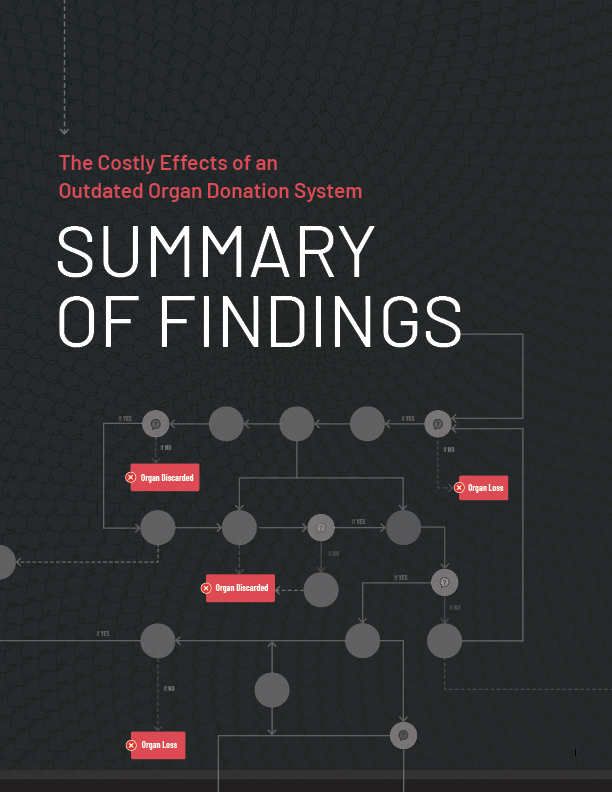 The Costly Effects of an
Outdated Organ Donation System
SUMMARY
OF FINDINGS
If YES
?
If YES
?
If NO
If NO
Organ Discarded
Organ Loss
?
If YES
If NO
If YES
?
Organ Discarded
If NO
If YES
If NO
?
Organ Loss